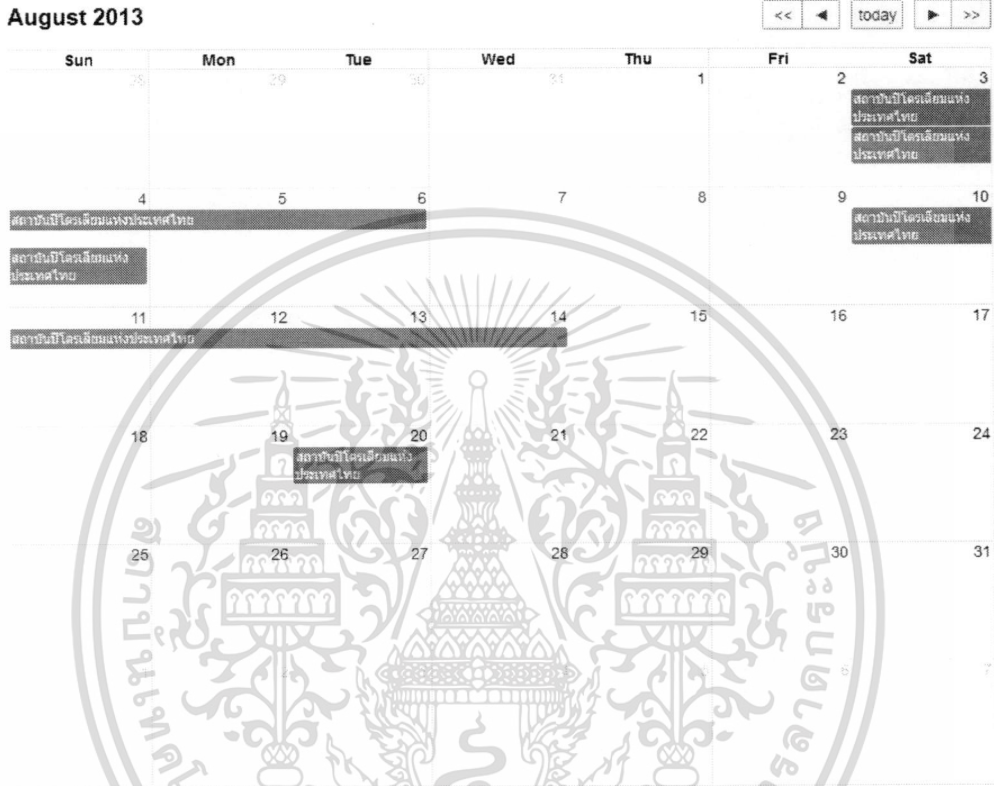 August 2013
<< ◄ today ► >>
Sun Mon Tue Wed Thu Fri Sat
28 29 30 31 1 2 3
สถาบันปิโตรเลียมแห่ง
ประเทศไทย
สถาบันปิโตรเลียมแห่ง
ประเทศไทย
4 5 6 7 8 9 10
สถาบันปิโตรเลียมแห่งประเทศไทย
สถาบันปิโตรเลียมแห่ง
ประเทศไทย
สถาบันปิโตรเลียมแห่ง
ประเทศไทย
11 12 13 14 15 16 17
สถาบันปิโตรเลียมแห่งประเทศไทย
18 19 20 21 22 23 24
สถาบันปิโตรเลียมแห่ง
ประเทศไทย
25 26 27 28 29 30 31
1 2 3 4 5 6 7